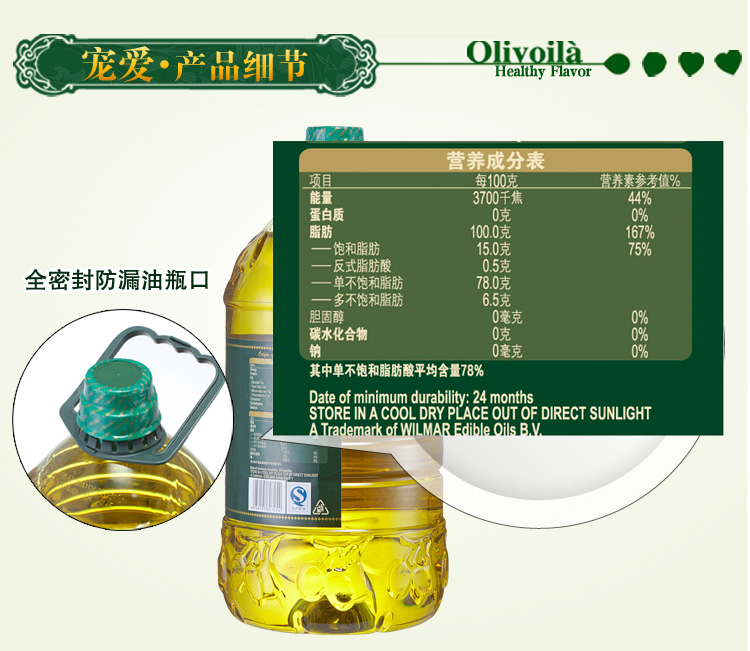 宠爱·产品细节
Olivoilà
Healthy Flavor
营养成分表
项目 每100克 营养素参考值%
能量 3700千焦 44%
蛋白质 0克 0%
脂肪 100.0克 167%
——饱和脂肪 15.0克 75%
——反式脂肪酸 0.5克
——单不饱和脂肪 78.0克
——多不饱和脂肪 6.5克
胆固醇 0毫克 0%
碳水化合物 0克 0%
钠 0毫克 0%
其中单不饱和脂肪酸平均含量78%
Date of minimum durability: 24 months
STORE IN A COOL DRY PLACE OUT OF DIRECT SUNLIGHT
A Trademark of WILMAR Edible Oils B.V.
全密封防漏油瓶口